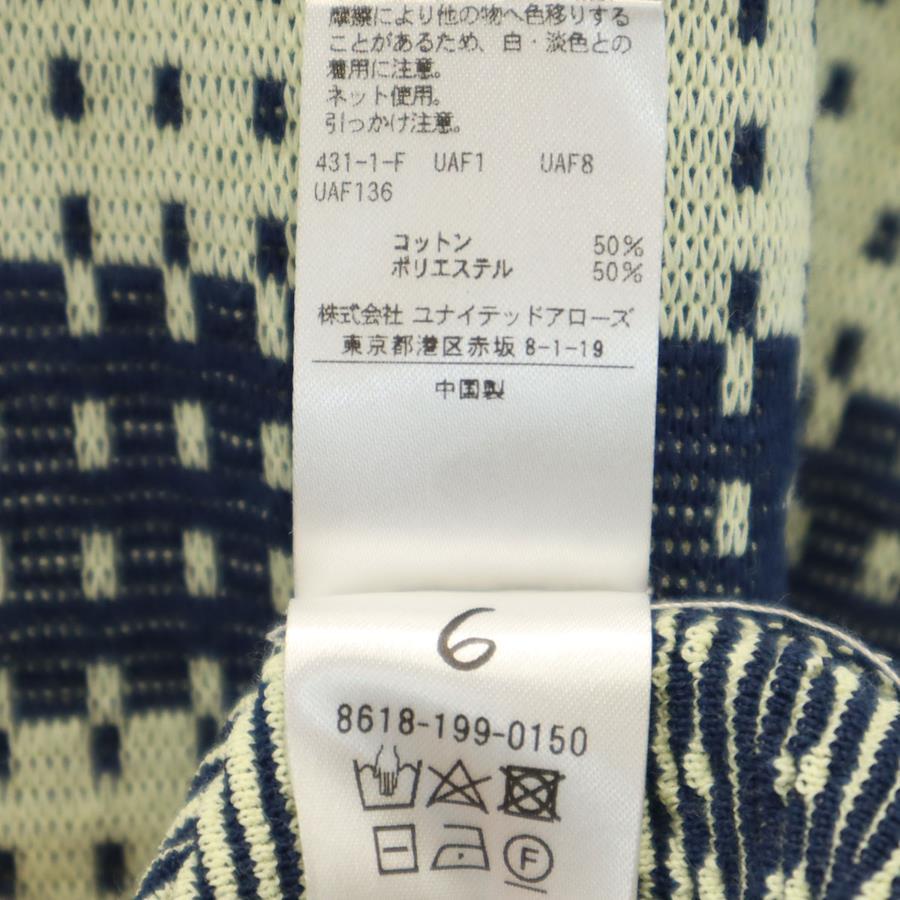 摩擦により他の物へ色移りする
ことがあるため、白・淡色との
着用に注意。
ネット使用。
引っかけ注意。
431-1-F UAF1 UAF8
UAF136
コットン 50%
ポリエステル 50%
株式会社 ユナイテッドアローズ
東京都港区赤坂 8-1-19
中国製
6
8618-199-0150
F